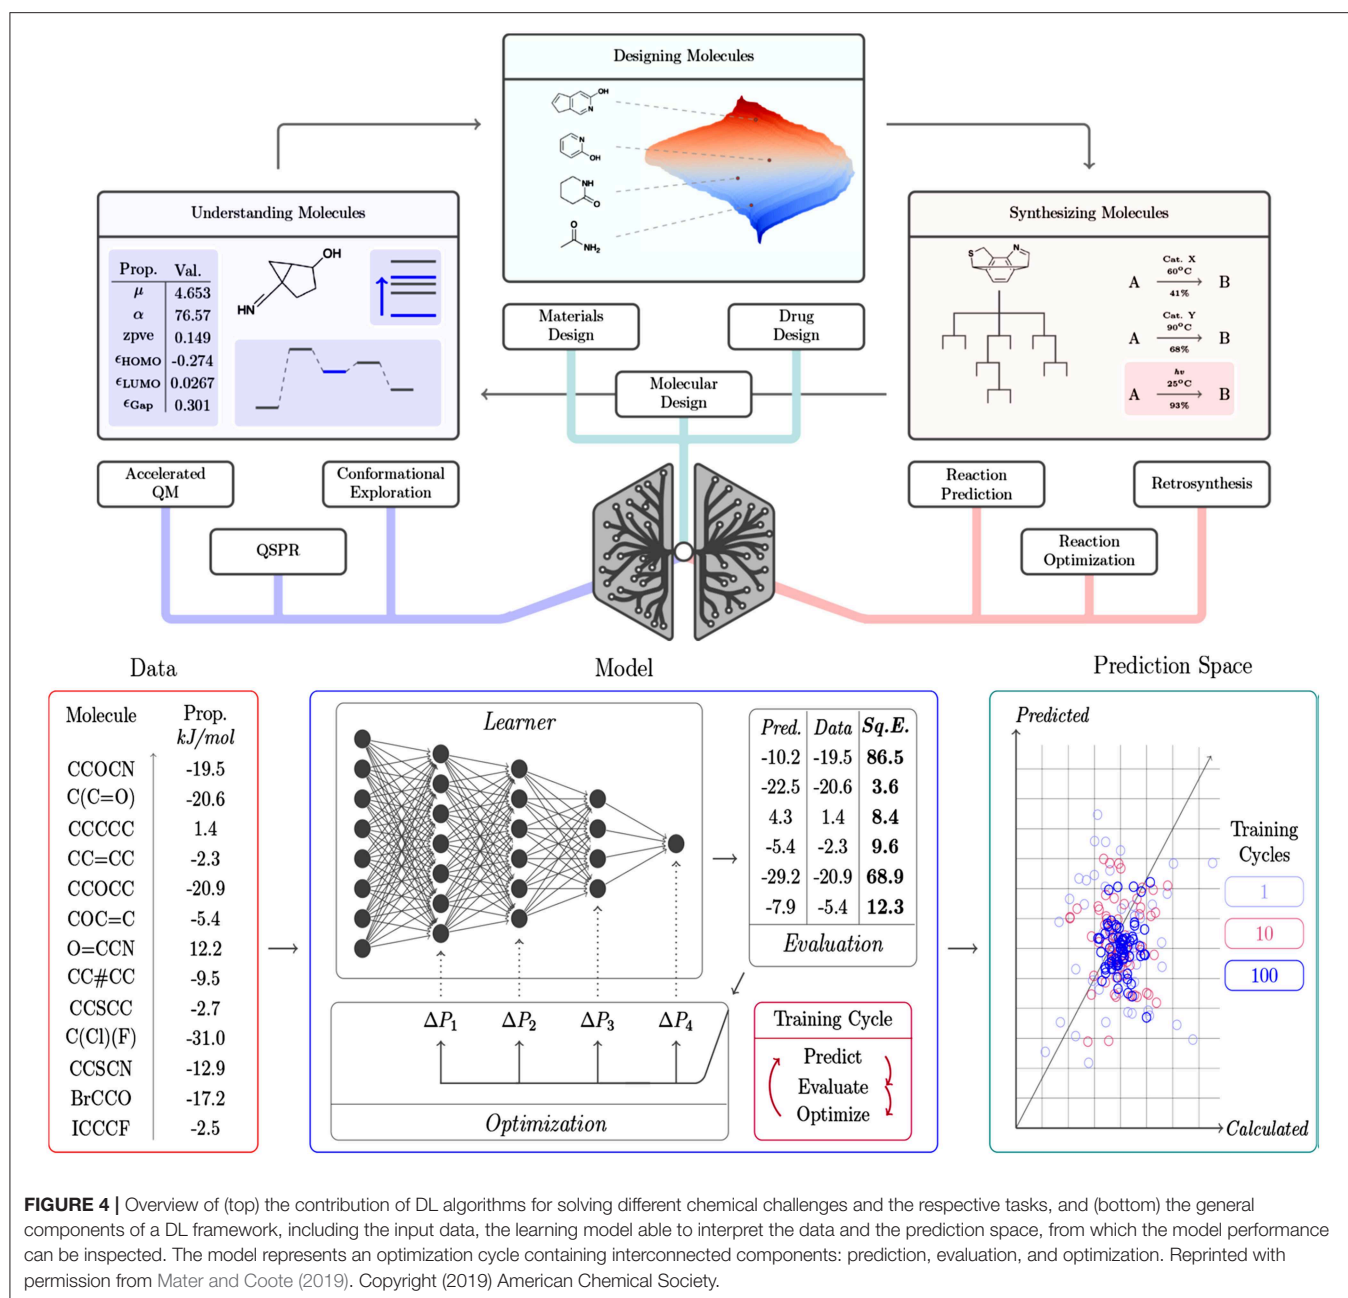 Designing Molecules
OH
N
N
OH
NH
O
O
NH2
Understanding Molecules
Prop. Val.
μ 4.653
α 76.57
zpve 0.149
ϵHOMO -0.274
ϵLUMO 0.0267
ϵGap 0.301
OH
HN
Synthesizing Molecules
S
N
Cat. X
60°C
A B
41%
Cat. Y
90°C
A B
68%
hν
25°C
A B
93%
Materials
Design
Drug
Design
Molecular
Design
Accelerated
QM
Conformational
Exploration
QSPR
Reaction
Prediction
Retrosynthesis
Reaction
Optimization
Data
Molecule Prop.
kJ/mol
CCOCN -19.5
C(C=O) -20.6
CCCCC 1.4
CC=CC -2.3
CCOCC -20.9
COC=C -5.4
O=CCN 12.2
CC#CC -9.5
CCSCC -2.7
C(Cl)(F) -31.0
CCSCN -12.9
BrCCO -17.2
ICCCF -2.5
Model
Learner
Pred. Data Sq.E.
-10.2 -19.5 86.5
-22.5 -20.6 3.6
4.3 1.4 8.4
-5.4 -2.3 9.6
-29.2 -20.9 68.9
-7.9 -5.4 12.3
Evaluation
ΔP1 ΔP2 ΔP3 ΔP4
Optimization
Training Cycle
Predict
Evaluate
Optimize
Prediction Space
Predicted
Training
Cycles
1
10
100
Calculated
FIGURE 4 | Overview of (top) the contribution of DL algorithms for solving different chemical challenges and the respective tasks, and (bottom) the general
components of a DL framework, including the input data, the learning model able to interpret the data and the prediction space, from which the model performance
can be inspected. The model represents an optimization cycle containing interconnected components: prediction, evaluation, and optimization. Reprinted with
permission from Mater and Coote (2019). Copyright (2019) American Chemical Society.